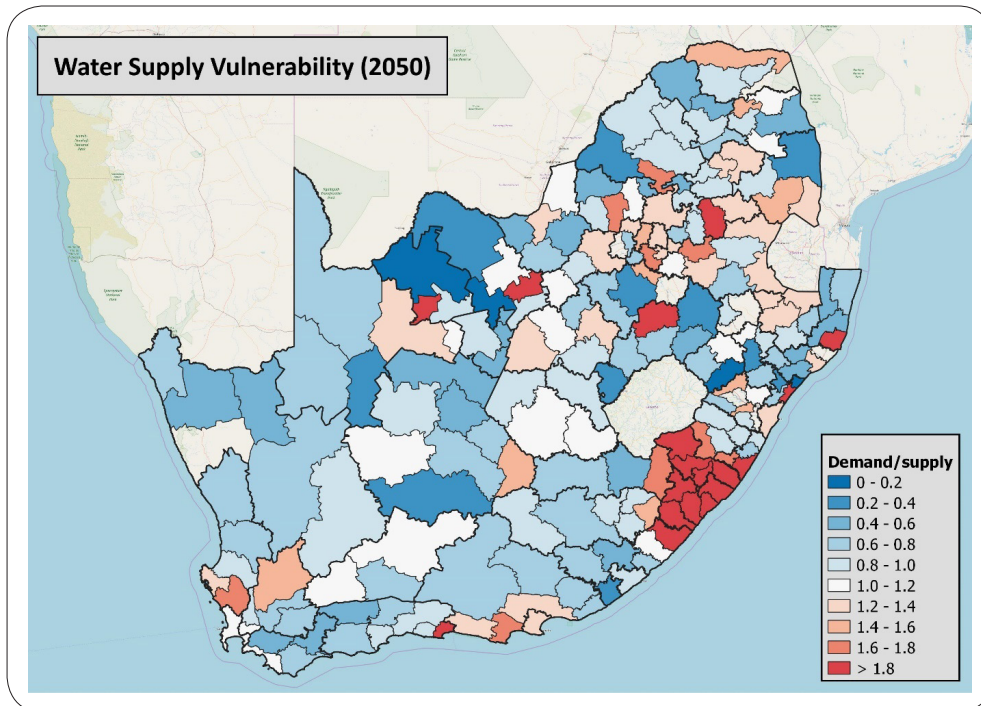 Water Supply Vulnerability (2050)
Demand/supply
0 - 0.2
0.2 - 0.4
0.4 - 0.6
0.6 - 0.8
0.8 - 1.0
1.0 - 1.2
1.2 - 1.4
1.4 - 1.6
1.6 - 1.8
> 1.8